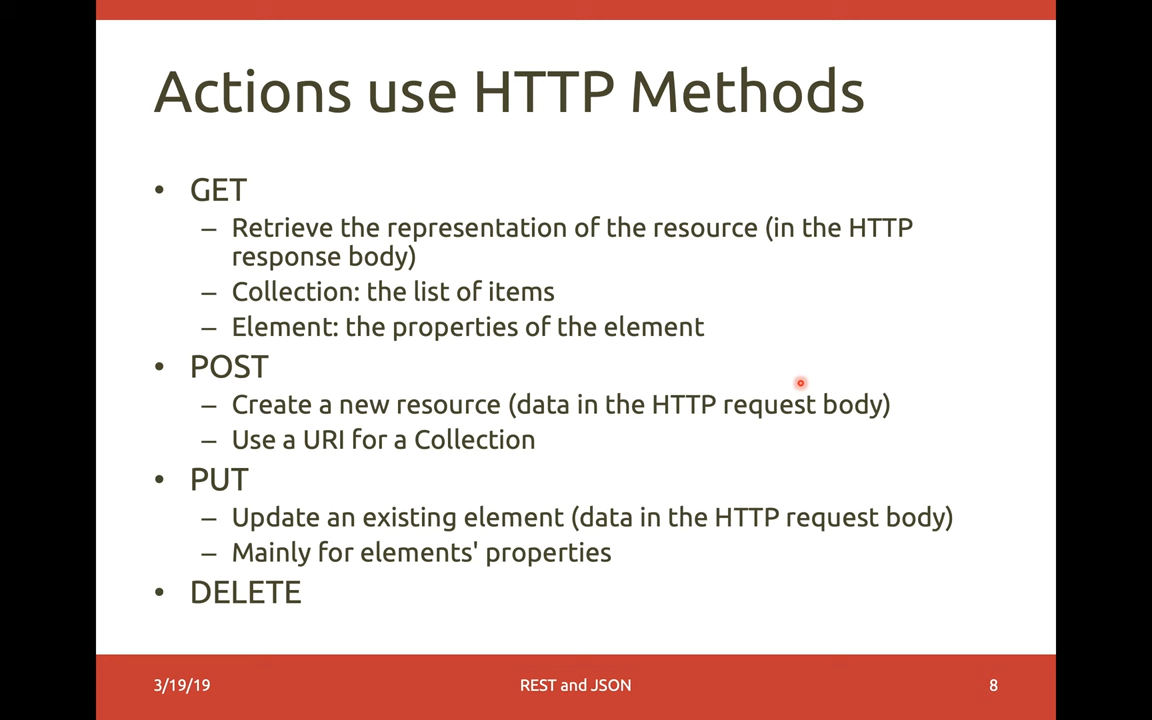 Actions use HTTP Methods
• GET
– Retrieve the representation of the resource (in the HTTP
response body)
– Collection: the list of items
– Element: the properties of the element
• POST
– Create a new resource (data in the HTTP request body)
– Use a URI for a Collection
• PUT
– Update an existing element (data in the HTTP request body)
– Mainly for elements' properties
• DELETE
3/19/19 REST and JSON 8